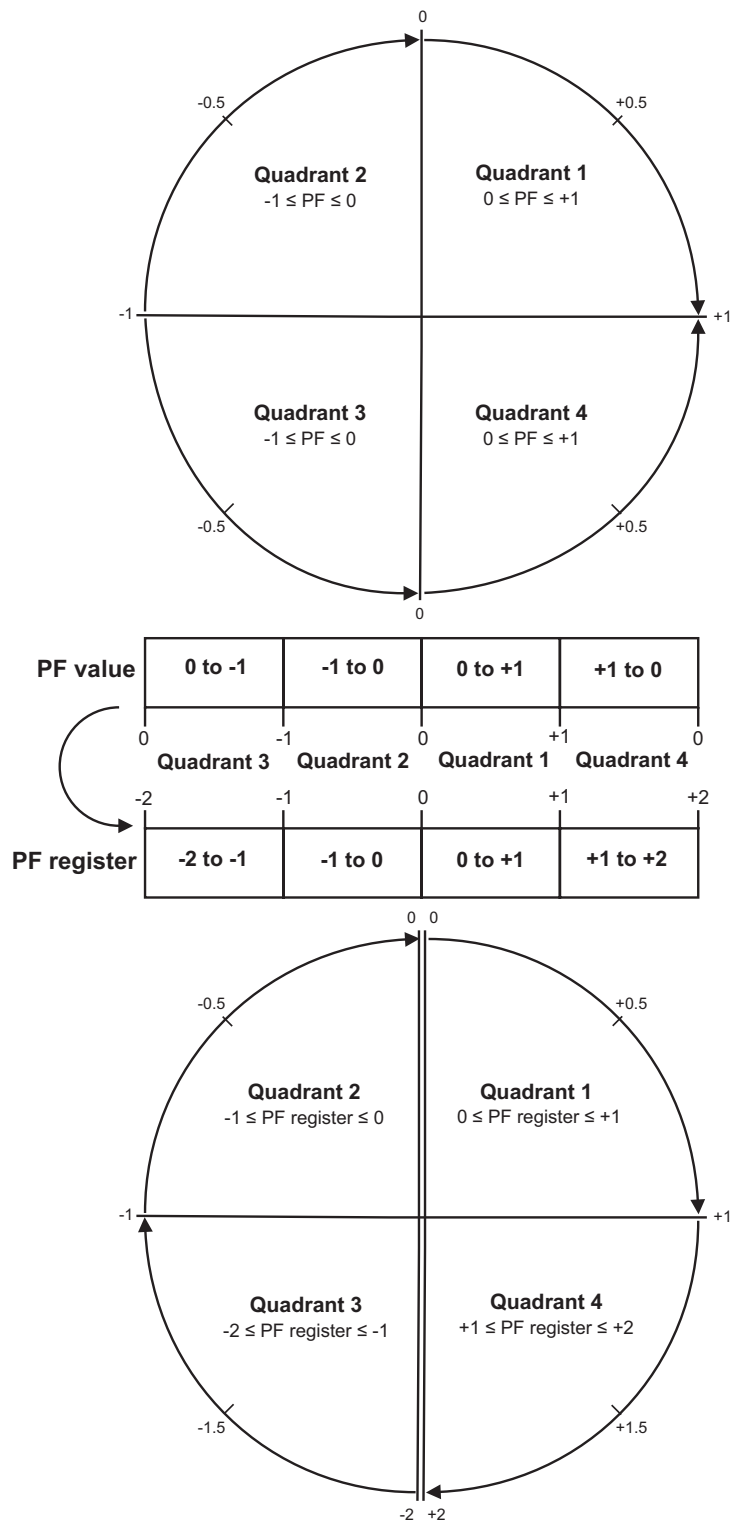 0
-0.5
+0.5
Quadrant 2
-1 ≤ PF ≤ 0
Quadrant 1
0 ≤ PF ≤ +1
-1
+1
Quadrant 3
-1 ≤ PF ≤ 0
Quadrant 4
0 ≤ PF ≤ +1
-0.5
+0.5
0
PF value
0 to -1
-1 to 0
0 to +1
+1 to 0
0
-1
0
+1
0
Quadrant 3
Quadrant 2
Quadrant 1
Quadrant 4
-2
-1
0
+1
+2
PF register
-2 to -1
-1 to 0
0 to +1
+1 to +2
0
0
-0.5
+0.5
Quadrant 2
-1 ≤ PF register ≤ 0
Quadrant 1
0 ≤ PF register ≤ +1
-1
+1
Quadrant 3
-2 ≤ PF register ≤ -1
Quadrant 4
+1 ≤ PF register ≤ +2
-1.5
+1.5
-2
+2